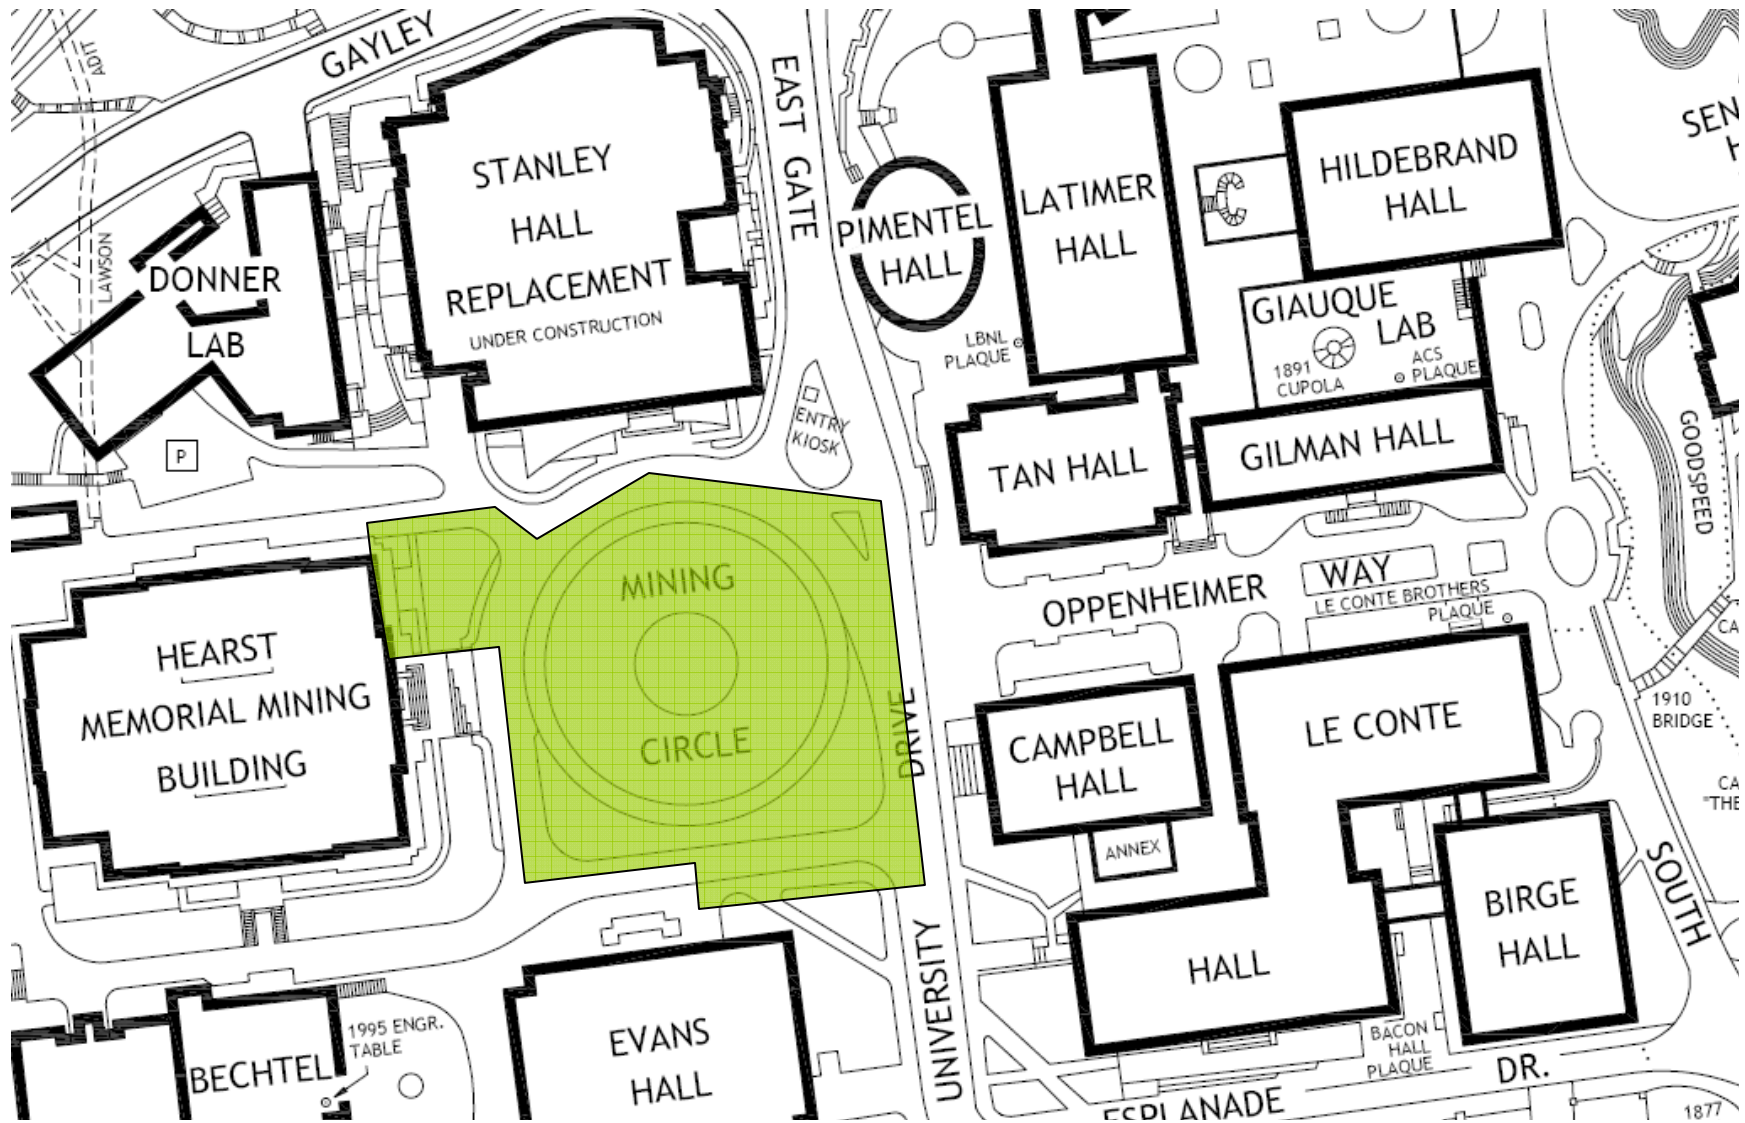 GAYLEY
ADIT
STANLEY
HALL
REPLACEMENT
UNDER CONSTRUCTION
EAST GATE
LATIMER
HALL
HILDEBRAND
HALL
PIMENTEL
HALL
LAWSON
DONNER
LAB
GIAUQUE
LAB
1891
CUPOLA
ACS
PLAQUE
LBNL
PLAQUE
ENTRY
KIOSK
P
TAN HALL
GILMAN HALL
GOODSPEED
MINING
CIRCLE
OPPENHEIMER
WAY
LE CONTE BROTHERS
PLAQUE
HEARST
MEMORIAL MINING
BUILDING
DRIVE
CAMPBELL
HALL
LE CONTE
1910
BRIDGE
ANNEX
"THE
SOUTH
BIRGE
HALL
HALL
UNIVERSITY
EVANS
HALL
1995 ENGR.
TABLE
BECHTEL
BACON
HALL
PLAQUE
DR.
ESPLANADE
1877